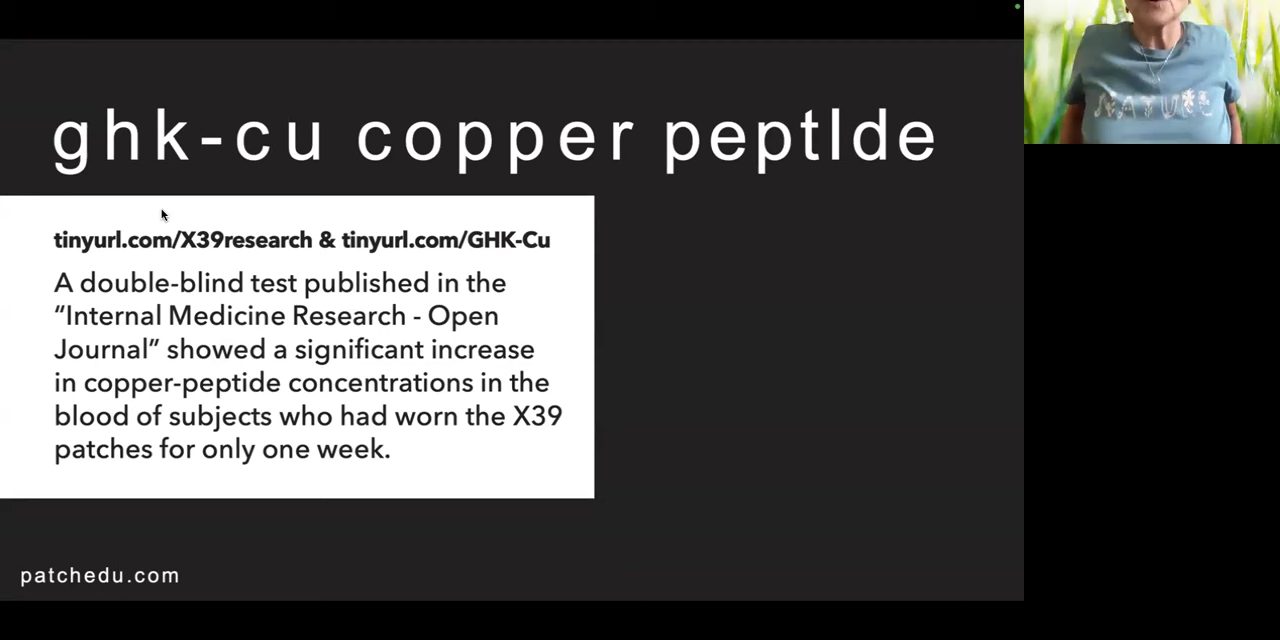 ghk-cu copper peptIde
tinyurl.com/X39research & tinyurl.com/GHK-Cu
A double-blind test published in the
“Internal Medicine Research - Open
Journal” showed a significant increase
in copper-peptide concentrations in the
blood of subjects who had worn the X39
patches for only one week.
patchedu.com
NATURE